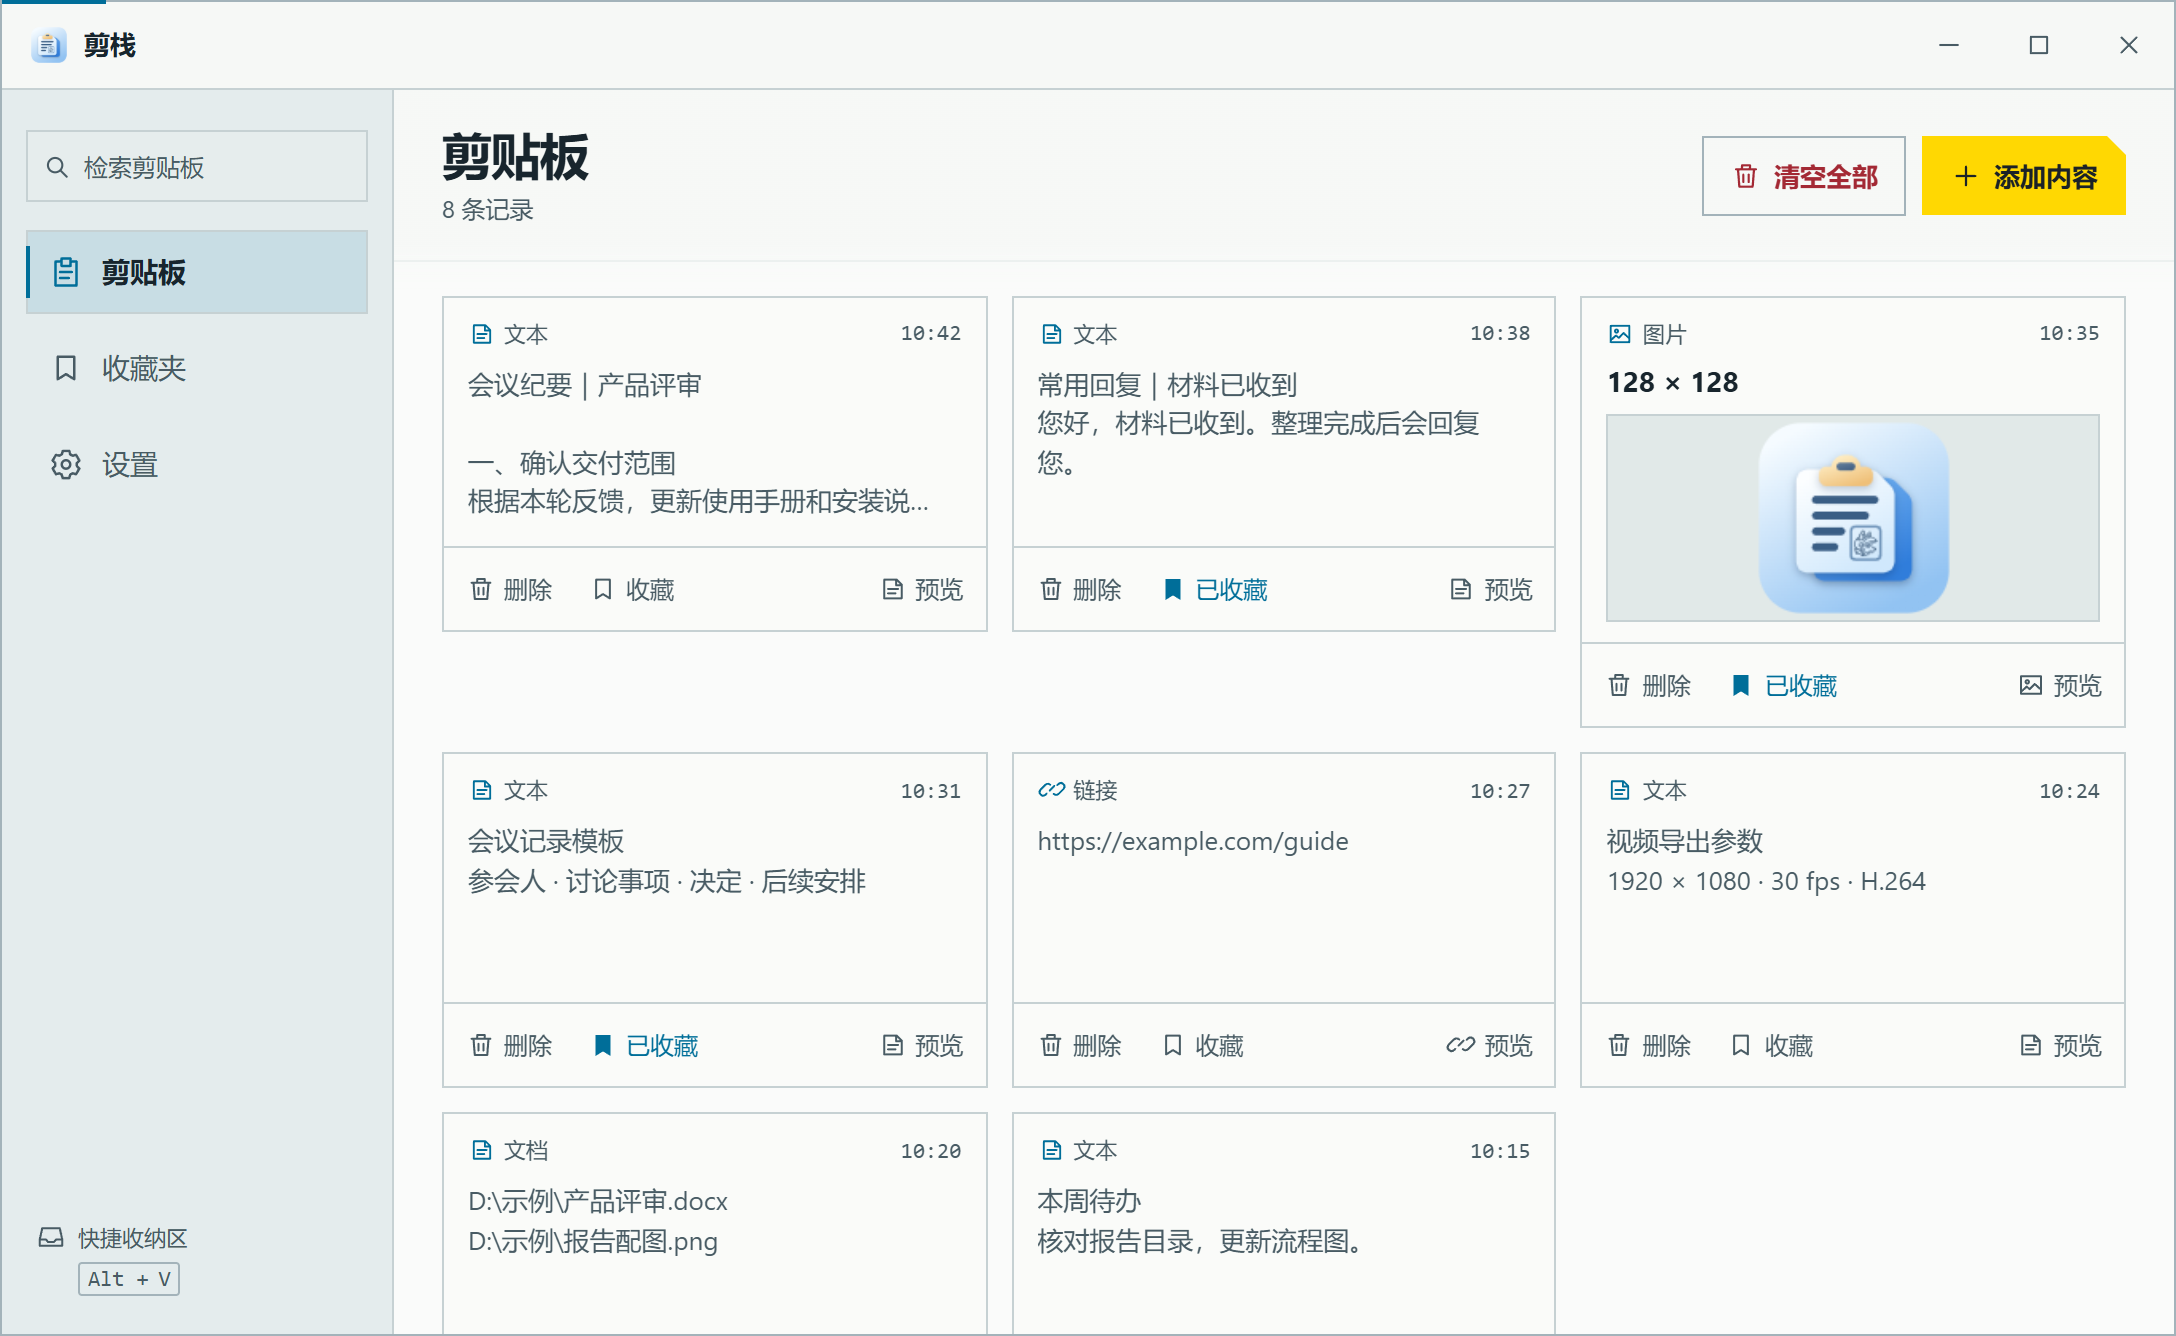 剪栈
检索剪贴板
剪贴板
收藏夹
设置
快捷收纳区
Alt + V
剪贴板
8 条记录
清空全部
添加内容
文本
10:42
会议纪要 | 产品评审
一、确认交付范围
根据本轮反馈，更新使用手册和安装说...
删除
收藏
预览
文本
10:38
常用回复 | 材料已收到
您好，材料已收到。整理完成后会回复
您。
删除
已收藏
预览
图片
10:35
128 × 128
删除
已收藏
预览
文本
10:31
会议记录模板
参会人 · 讨论事项 · 决定 · 后续安排
删除
已收藏
预览
链接
10:27
https://example.com/guide
删除
收藏
预览
文本
10:24
视频导出参数
1920 × 1080 · 30 fps · H.264
删除
收藏
预览
文档
10:20
D:\示例\产品评审.docx
D:\示例\报告配图.png
文本
10:15
本周待办
核对报告目录，更新流程图。